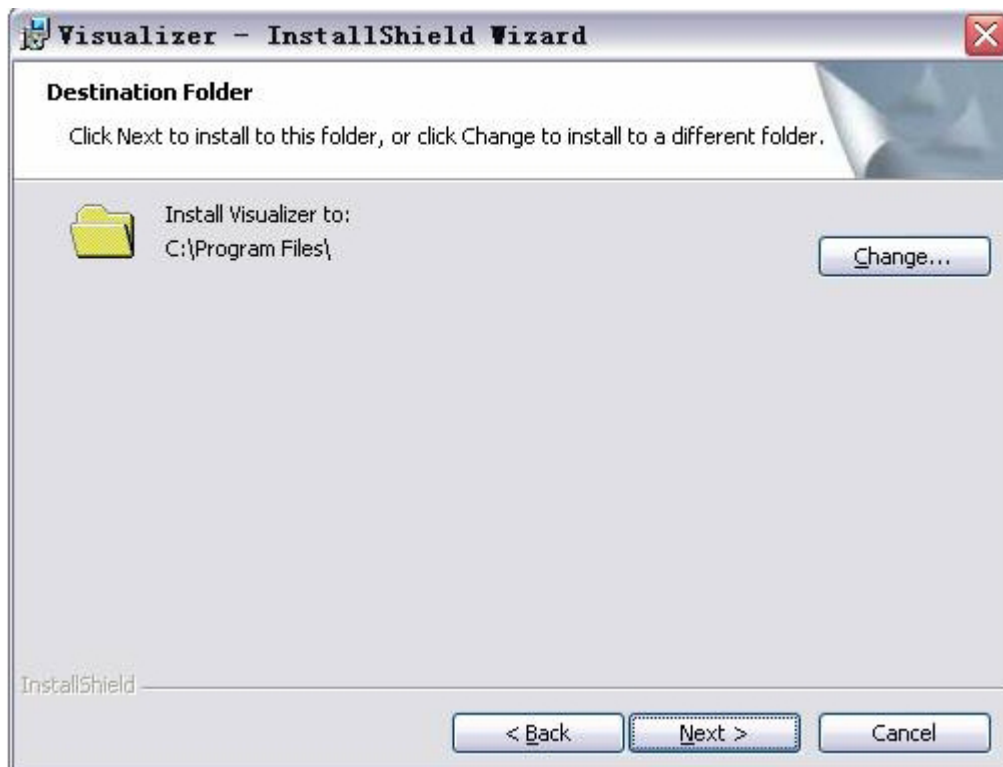 Visualizer - InstallShield Wizard
Destination Folder
Click Next to install to this folder, or click Change to install to a different folder.
Install Visualizer to:
C:\Program Files\
Change...
InstallShield
< Back
Next >
Cancel